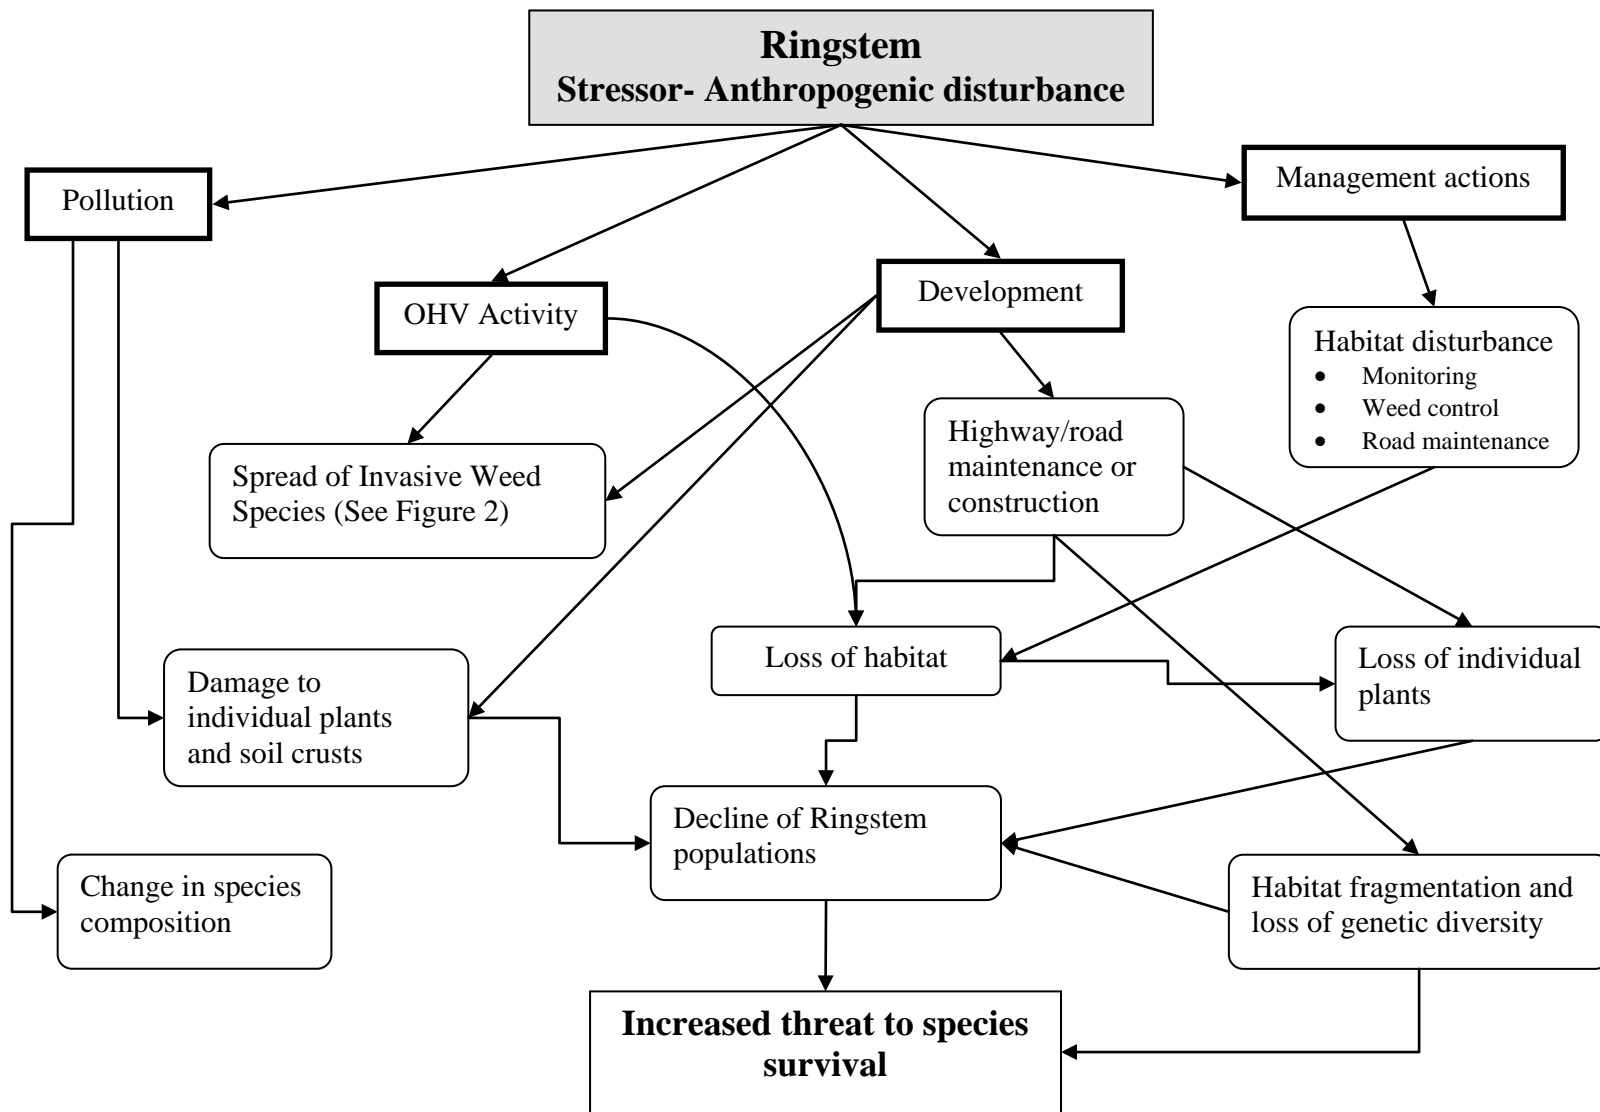 Ringstem
Stressor- Anthropogenic disturbance
Pollution
Management actions
OHV Activity
Development
Habitat disturbance
• Monitoring
• Weed control
• Road maintenance
Highway/road
maintenance or
construction
Spread of Invasive Weed
Species (See Figure 2)
Loss of habitat
Loss of individual
plants
Damage to
individual plants
and soil crusts
Decline of Ringstem
populations
Change in species
composition
Habitat fragmentation and
loss of genetic diversity
Increased threat to species
survival